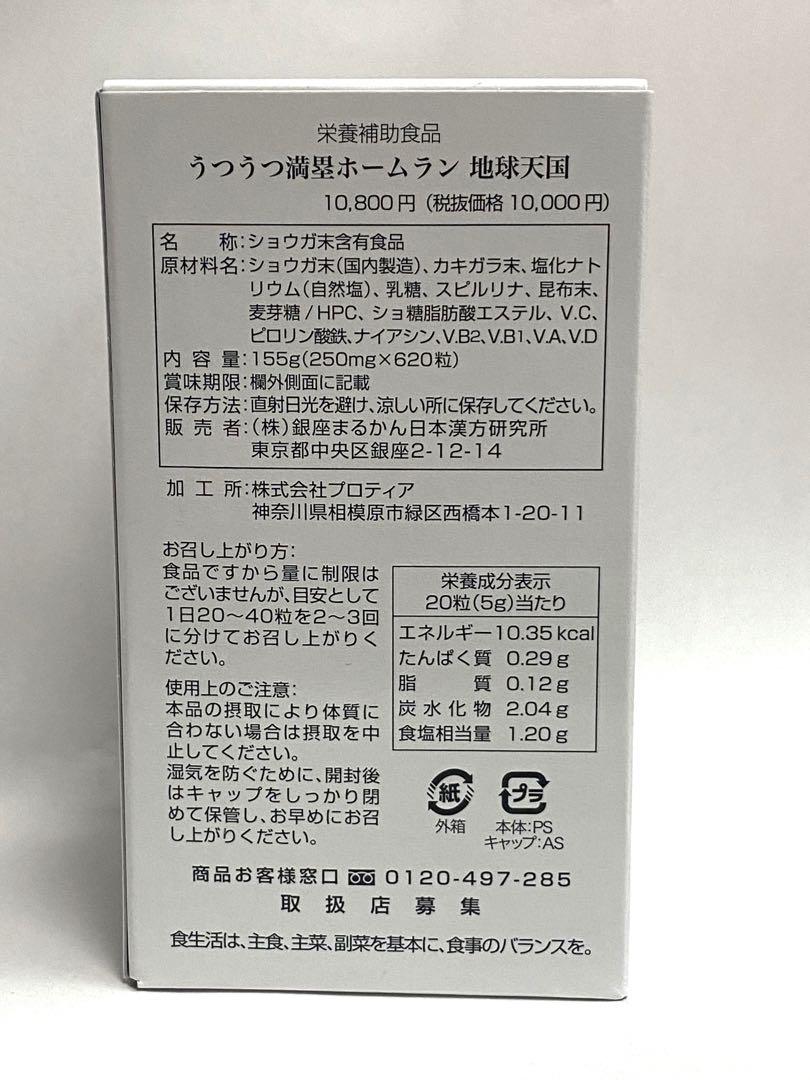 栄養補助食品
うつうつ満塁ホームラン 地球天国
10,800円（税抜価格10,000円）
名　　称：ショウガ末含有食品
原材料名：ショウガ末（国内製造）、カキガラ末、塩化ナト
リウム（自然塩）、乳糖、スピルリナ、昆布末、
麦芽糖/HPC、ショ糖脂肪酸エステル、V.C、
ピロリン酸鉄、ナイアシン、V.B2、V.B1、V.A、V.D
内 容 量：155g（250mg×620粒）
賞味期限：欄外側面に記載
保存方法：直射日光を避け、涼しい所に保存してください。
販 売 者：（株）銀座まるかん日本漢方研究所
東京都中央区銀座2-12-14
加 工 所：株式会社プロティア
神奈川県相模原市緑区西橋本1-20-11
お召し上がり方：
食品ですから量に制限は
ございませんが、目安として
1日20〜40粒を2〜3回
に分けてお召し上がりく
ださい。
使用上のご注意：
本品の摂取により体質に
合わない場合は摂取を中
止してください。
湿気を防ぐために、開封後
はキャップをしっかり閉
めて保管し、お早めにお召
し上がりください。
栄養成分表示
20粒（5g）当たり
エネルギー 10.35kcal
たんぱく質 0.29g
脂　　質 0.12g
炭水化物 2.04g
食塩相当量 1.20g
紙
外箱
プラ
本体：PS
キャップ：AS
商品お客様窓口 0120-497-285
取 扱 店 募 集
食生活は、主食、主菜、副菜を基本に、食事のバランスを。